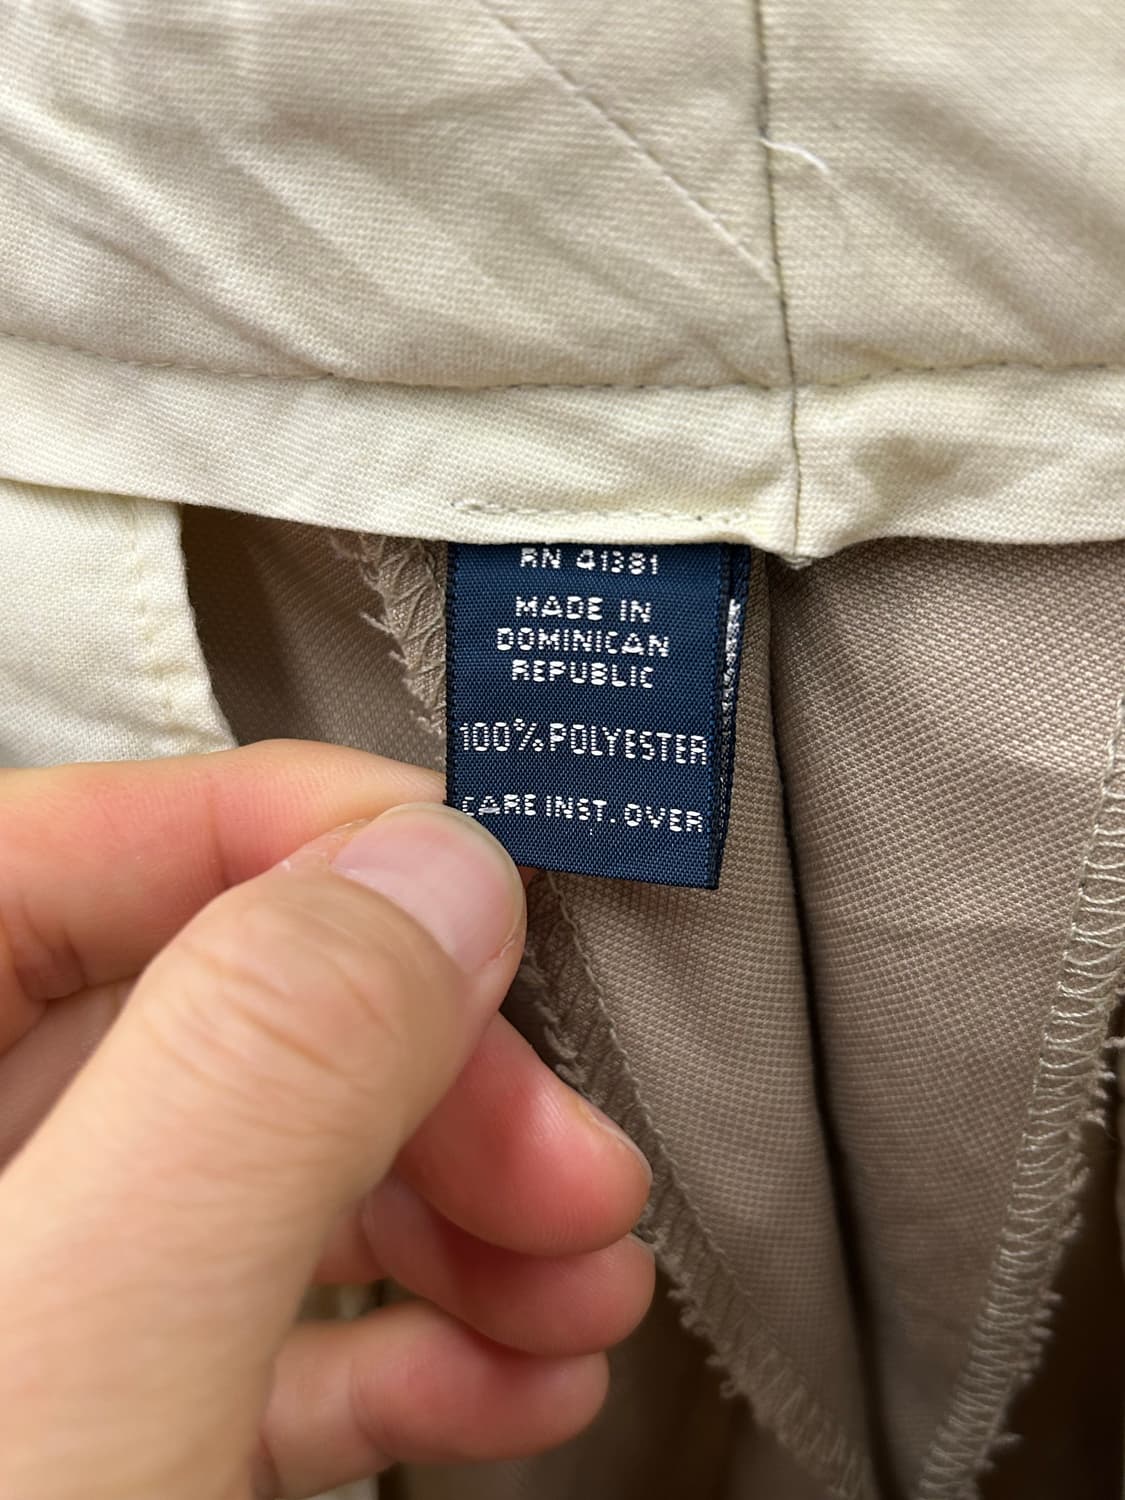 RN 41381
MADE IN
DOMINICAN
REPUBLIC
100% POLYESTER
CARE INST. OVER